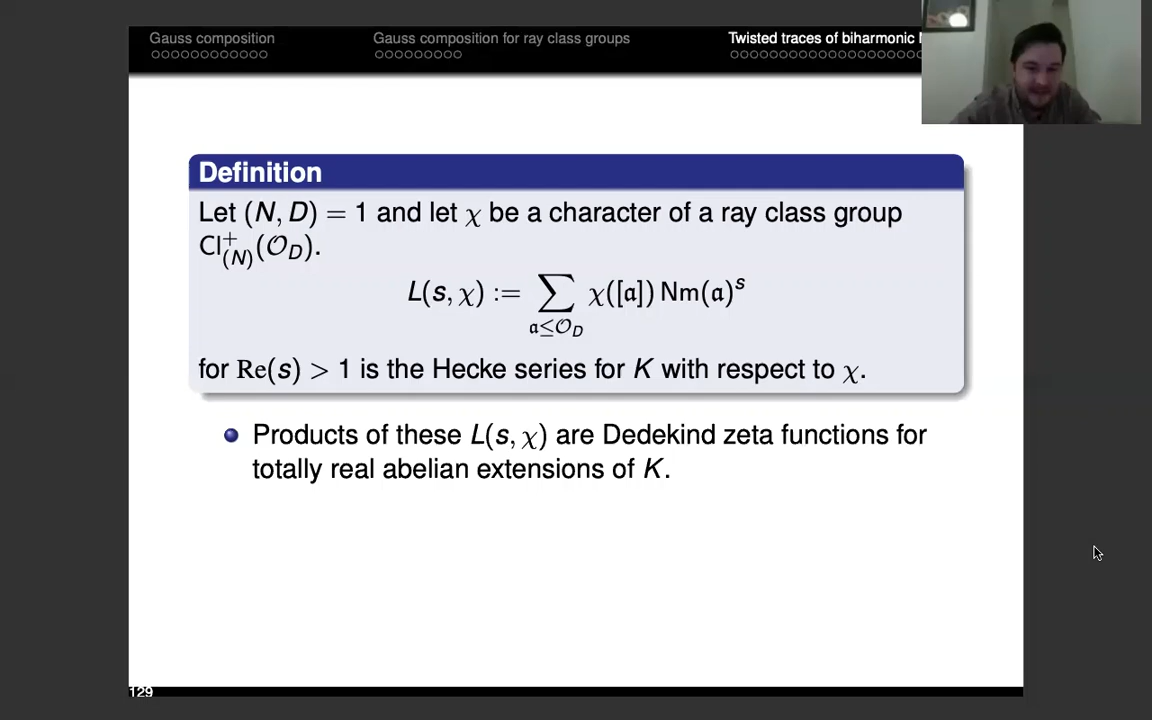 Gauss composition
Gauss composition for ray class groups
Twisted traces of biharmonic
Definition
Let (N, D) = 1 and let χ be a character of a ray class group
Cl⁺₍N₎(𝒪_D).
L(s, χ) := ∑_{𝔞≤𝒪_D} χ([𝔞]) Nm(𝔞)^s
for Re(s) > 1 is the Hecke series for K with respect to χ.
Products of these L(s, χ) are Dedekind zeta functions for
totally real abelian extensions of K.
129